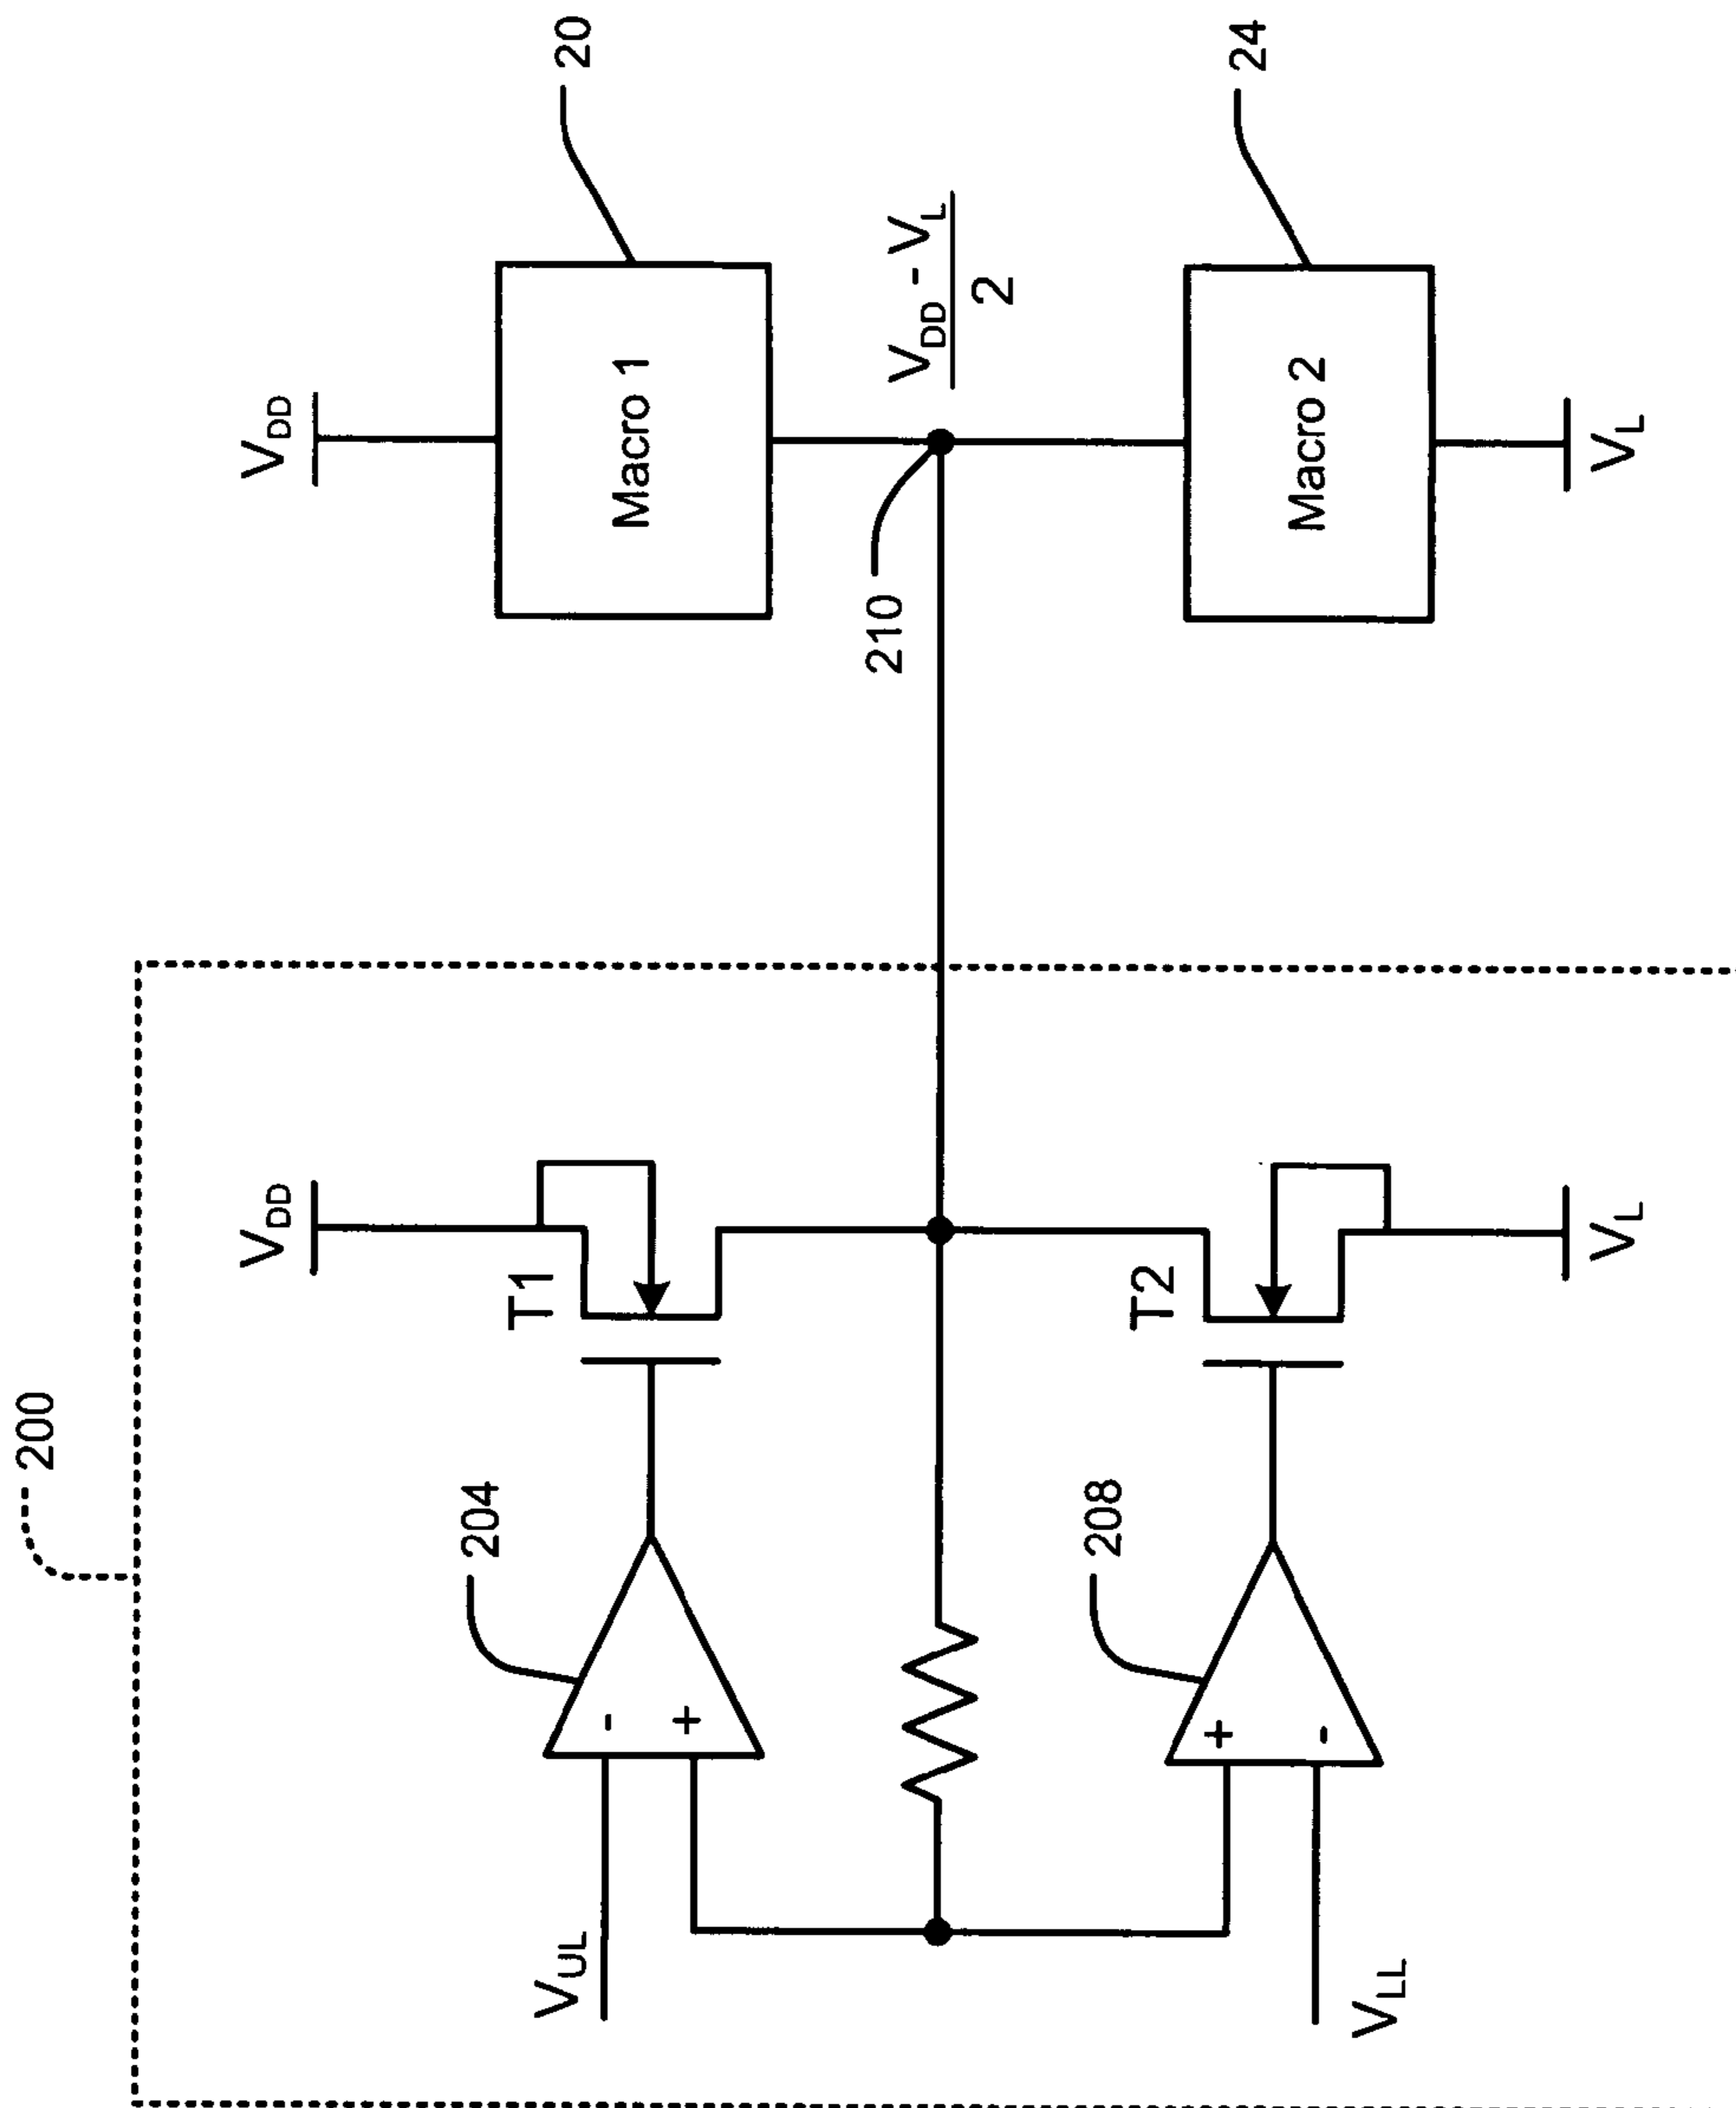 200
V_DD
V_DD
T1
204
20
Macro 1
V_UL
-
+
210
V_DD - V_L
2
T2
208
24
Macro 2
+
-
V_LL
V_L
V_L